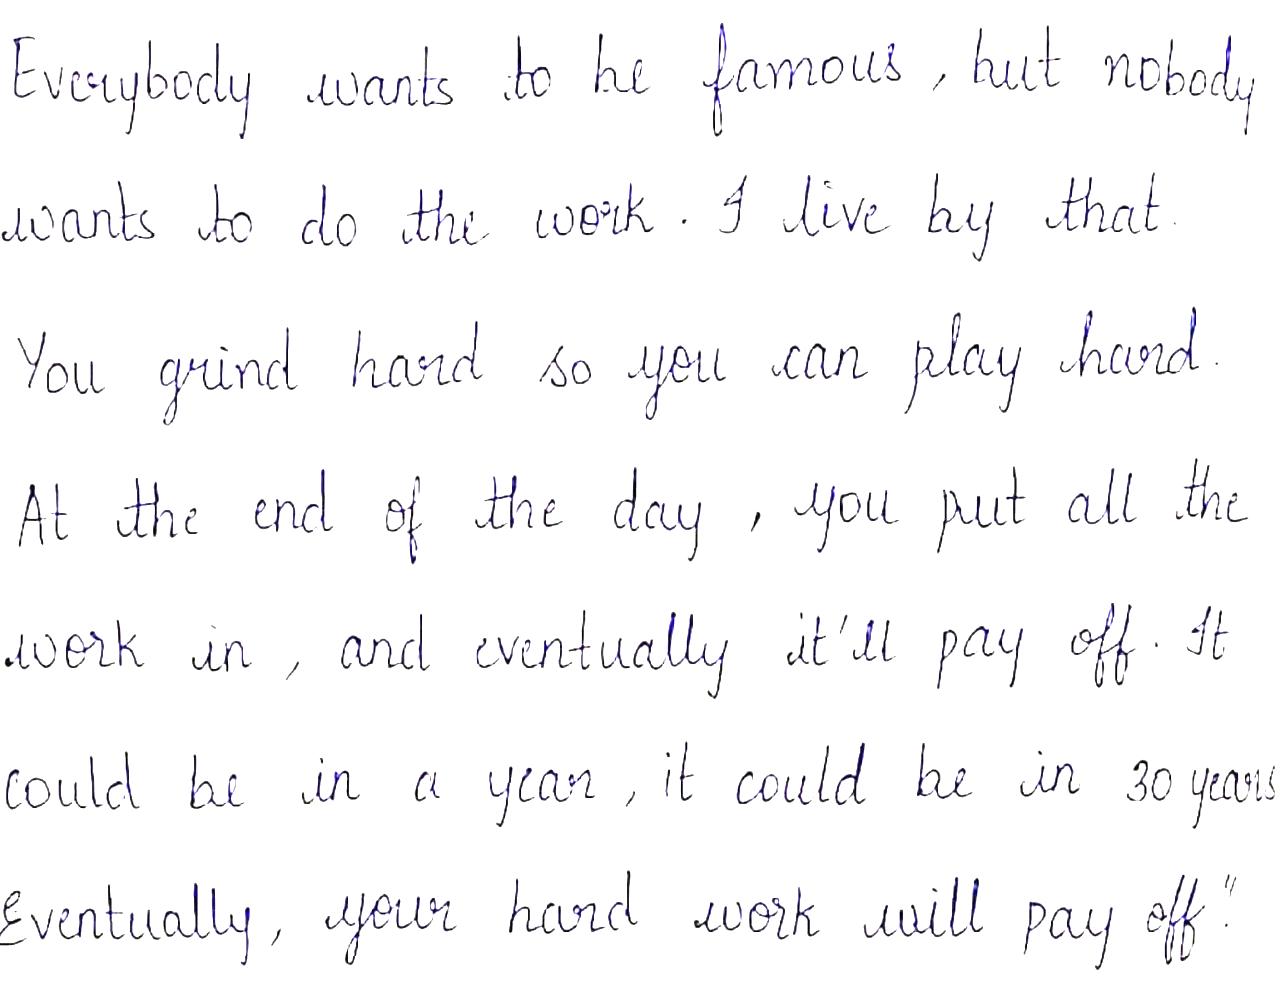 Everybody wants to be famous, but nobody
wants to do the work. I live by that.
You grind hard so you can play hard.
At the end of the day, you put all the
work in, and eventually it'll pay off. It
could be in a year, it could be in 30 years
Eventually, your hard work will pay off."